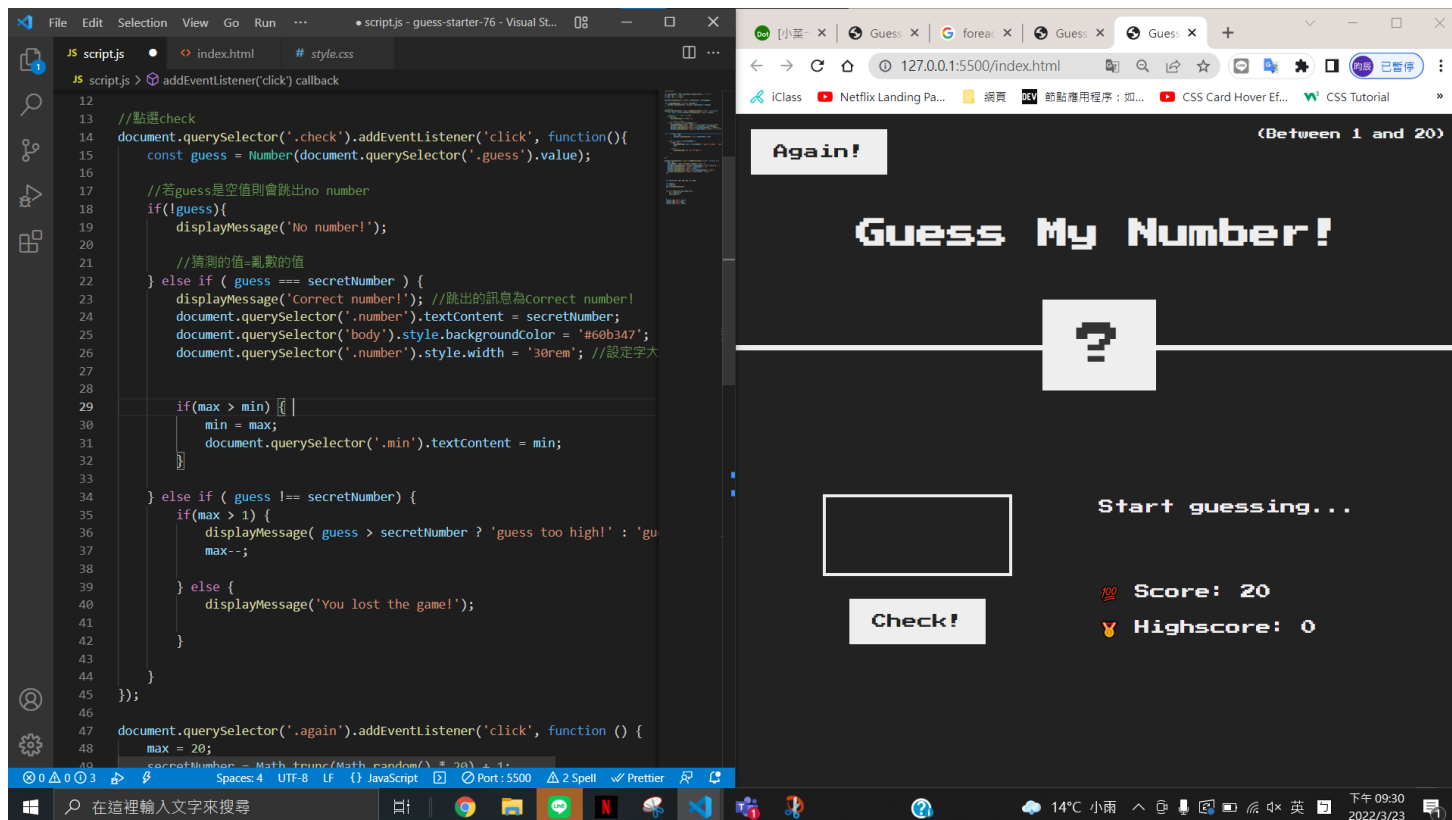 File Edit Selection View Go Run ··· ● script.js - guess-starter-76 - Visual St...
JS script.js ● <> index.html # style.css
JS script.js > addEventListener('click') callback
12
13 //點選check
14 document.querySelector('.check').addEventListener('click', function(){
15 const guess = Number(document.querySelector('.guess').value);
16
17 //若guess是空值則會跳出no number
18 if(!guess){
19 displayMessage('No number!');
20
21 //猜測的值=亂數的值
22 } else if ( guess === secretNumber ) {
23 displayMessage('Correct number!'); //跳出的訊息為Correct number!
24 document.querySelector('.number').textContent = secretNumber;
25 document.querySelector('body').style.backgroundColor = '#60b347';
26 document.querySelector('.number').style.width = '30rem'; //設定字大
27
28
29 if(max > min) {
30 min = max;
31 document.querySelector('.min').textContent = min;
32 }
33
34 } else if ( guess !== secretNumber) {
35 if(max > 1) {
36 displayMessage( guess > secretNumber ? 'guess too high!' : 'gu
37 max--;
38
39 } else {
40 displayMessage('You lost the game!');
41
42 }
43
44 }
45 });
46
47 document.querySelector('.again').addEventListener('click', function () {
48 max = 20;
49 secretNumber = Math.trunc(Math.random() * 20) + 1;
0 0 3 Spaces: 4 UTF-8 LF {} JavaScript Port : 5500 2 Spell Prettier
[小菜 Guess foreac Guess Guess
127.0.0.1:5500/index.html 昀辰 已暫停
iClass Netflix Landing Pa... 網頁 DEV 節點應用程序：如... CSS Card Hover Ef... CSS Tutorial »
(Between 1 and 20)
Again!
Guess My Number!
?
Start guessing...
💯 Score: 20
Check!
🥇 Highscore: 0
在這裡輸入文字來搜尋
14°C 小雨 英 下午 09:30
2022/3/23